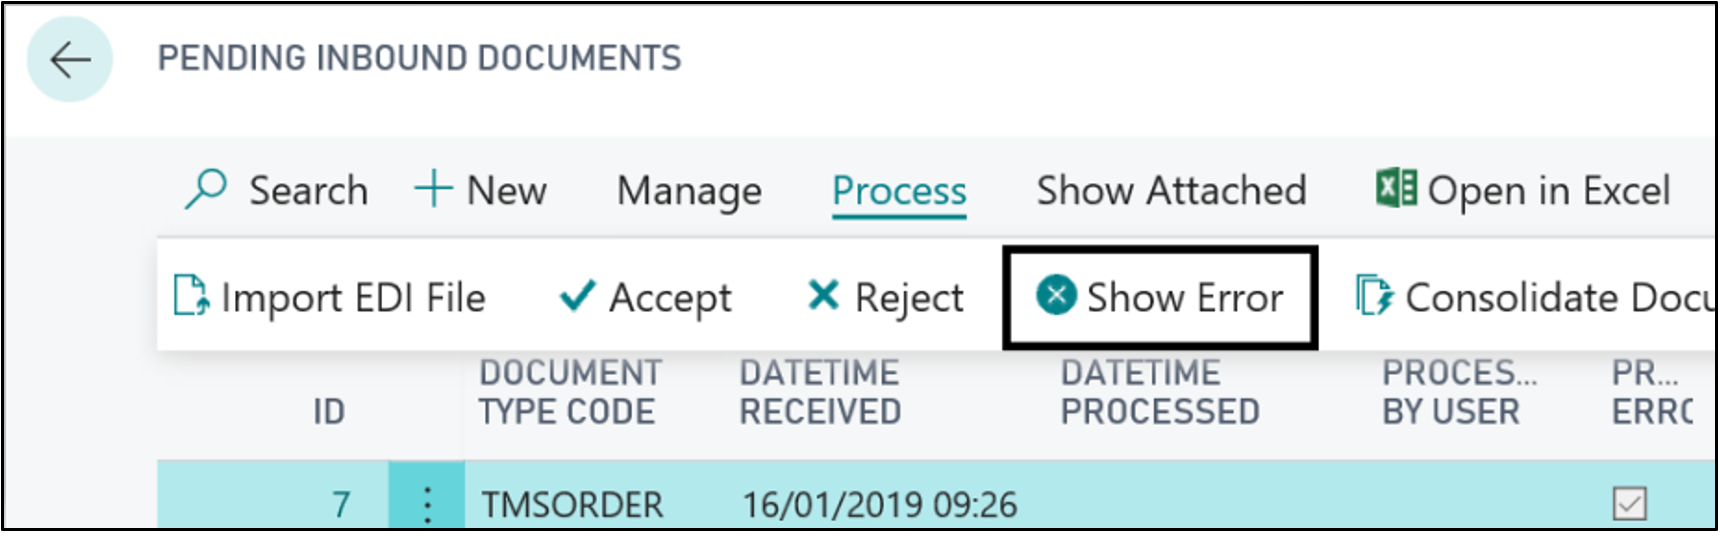 PENDING INBOUND DOCUMENTS
Search New Manage Process Show Attached Open in Excel
Import EDI File Accept Reject Show Error Consolidate Docu
DOCUMENT DATETIME DATETIME PROCES... PR...
ID TYPE CODE RECEIVED PROCESSED BY USER ERRO
7 TMSORDER 16/01/2019 09:26